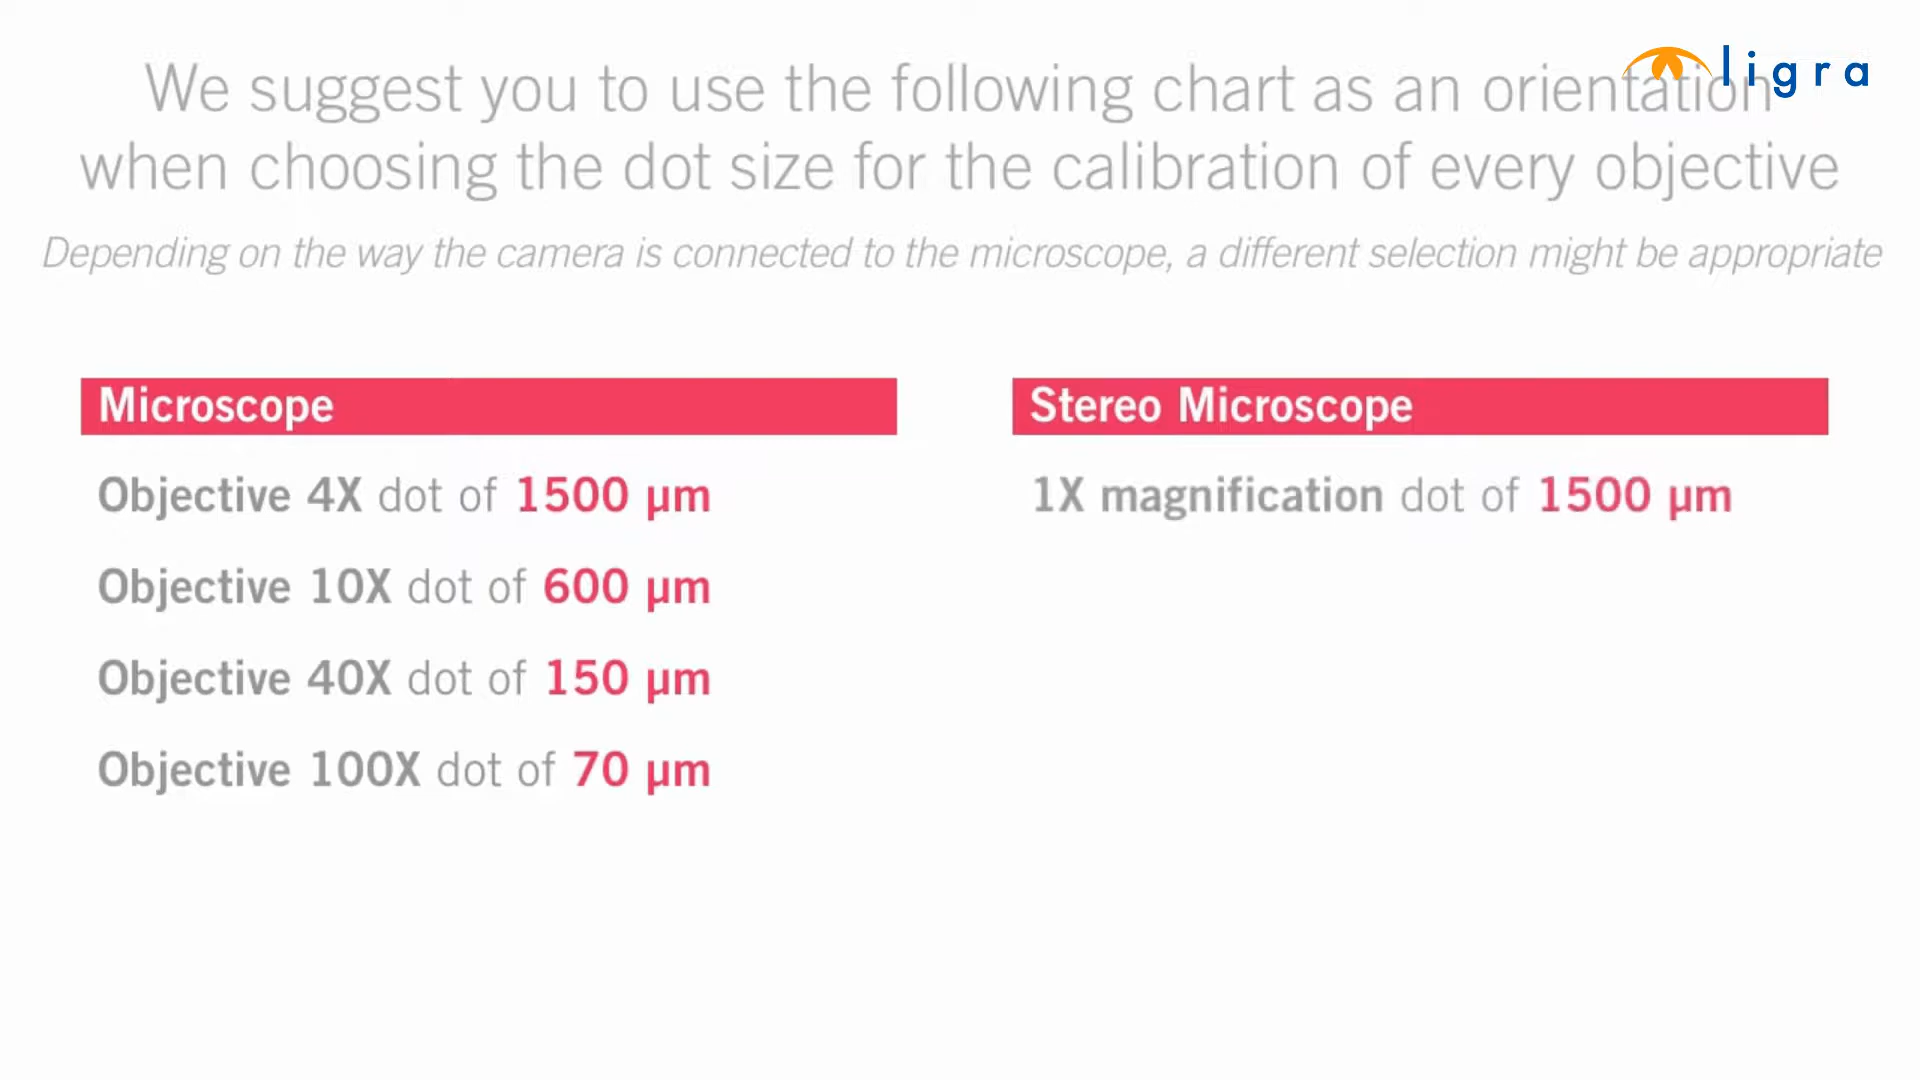 We suggest you to use the following chart as an orientation
ligra
when choosing the dot size for the calibration of every objective
Depending on the way the camera is connected to the microscope, a different selection might be appropriate
Microscope
Objective 4X dot of 1500 µm
Objective 10X dot of 600 µm
Objective 40X dot of 150 µm
Objective 100X dot of 70 µm
Stereo Microscope
1X magnification dot of 1500 µm